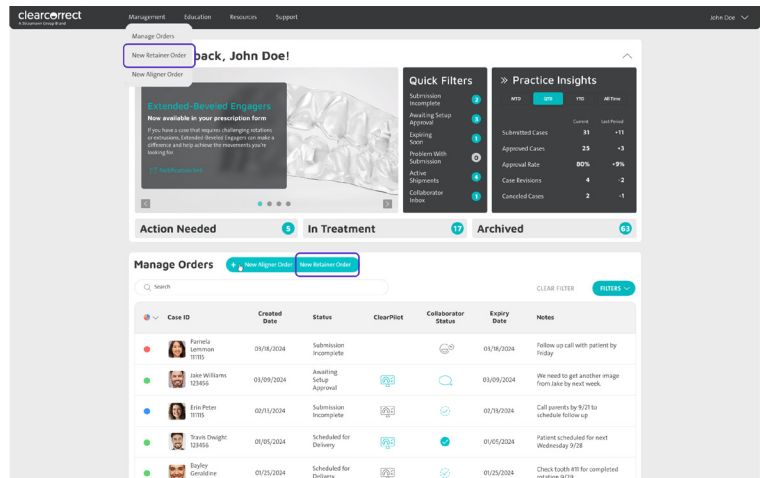 clearcorrect
A Straumann Group Brand
Management
Education
Resources
Support
John Doe
Manage Orders
New Retainer Order
New Aligner Order
back, John Doe!
Extended-Beveled Engagers
Now available in your prescription form
If you have a case that requires challenging rotations
or extrusions, Extended-Beveled Engagers can make a
difference and help achieve the movements you're
looking for.
Notification link
Quick Filters
Submission
Incomplete
2
Awaiting Setup
Approval
3
Expiring
Soon
1
Problem With
Submission
0
Active
Shipments
4
Collaborator
Inbox
1
Practice Insights
MTD
QTD
YTD
All Time
Current
Last Period
Submitted Cases
31
+11
Approved Cases
25
+3
Approval Rate
80%
+9%
Case Revisions
4
-2
Canceled Cases
2
-1
Action Needed
5
In Treatment
17
Archived
63
Manage Orders
+
New Aligner Order
New Retainer Order
Search
CLEAR FILTER
FILTERS
Case ID
Created
Date
Status
ClearPilot
Collaborator
Status
Expiry
Date
Notes
Pamela
Lemmon
111115
03/18/2024
Submission
Incomplete
03/18/2024
Follow up call with patient by
Friday
Jake Williams
123456
03/09/2024
Awaiting
Setup
Approval
03/09/2024
We need to get another image
from Jake by next week.
Erin Peter
111115
02/13/2024
Submission
Incomplete
02/13/2024
Call parents by 9/21 to
schedule follow up
Travis Dwight
123456
01/05/2024
Scheduled for
Delivery
01/05/2024
Patient scheduled for next
Wednesday 9/28
Bayley
Geraldine
01/25/2024
Scheduled for
Delivery
01/25/2024
Check tooth #11 for completed
rotation 9/29